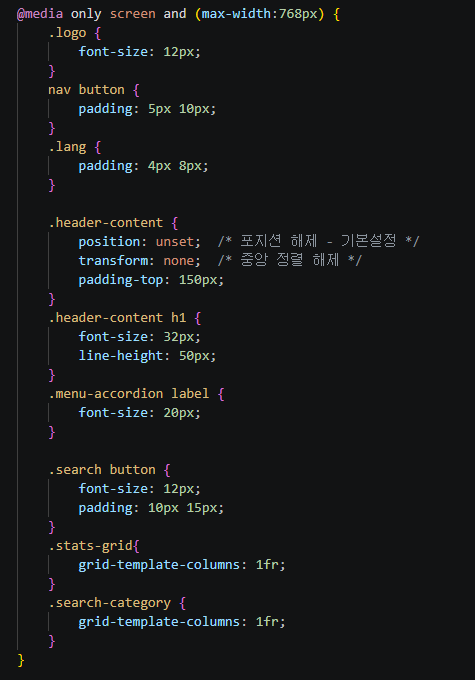 @media only screen and (max-width:768px) {
    .logo {
        font-size: 12px;
    }
    nav button {
        padding: 5px 10px;
    }
    .lang {
        padding: 4px 8px;
    }

    .header-content {
        position: unset;  /* 포지션 해제 - 기본설정 */
        transform: none;  /* 중앙 정렬 해제 */
        padding-top: 150px;
    }
    .header-content h1 {
        font-size: 32px;
        line-height: 50px;
    }
    .menu-accordion label {
        font-size: 20px;
    }

    .search button {
        font-size: 12px;
        padding: 10px 15px;
    }
    .stats-grid{
        grid-template-columns: 1fr;
    }
    .search-category {
        grid-template-columns: 1fr;
    }
}